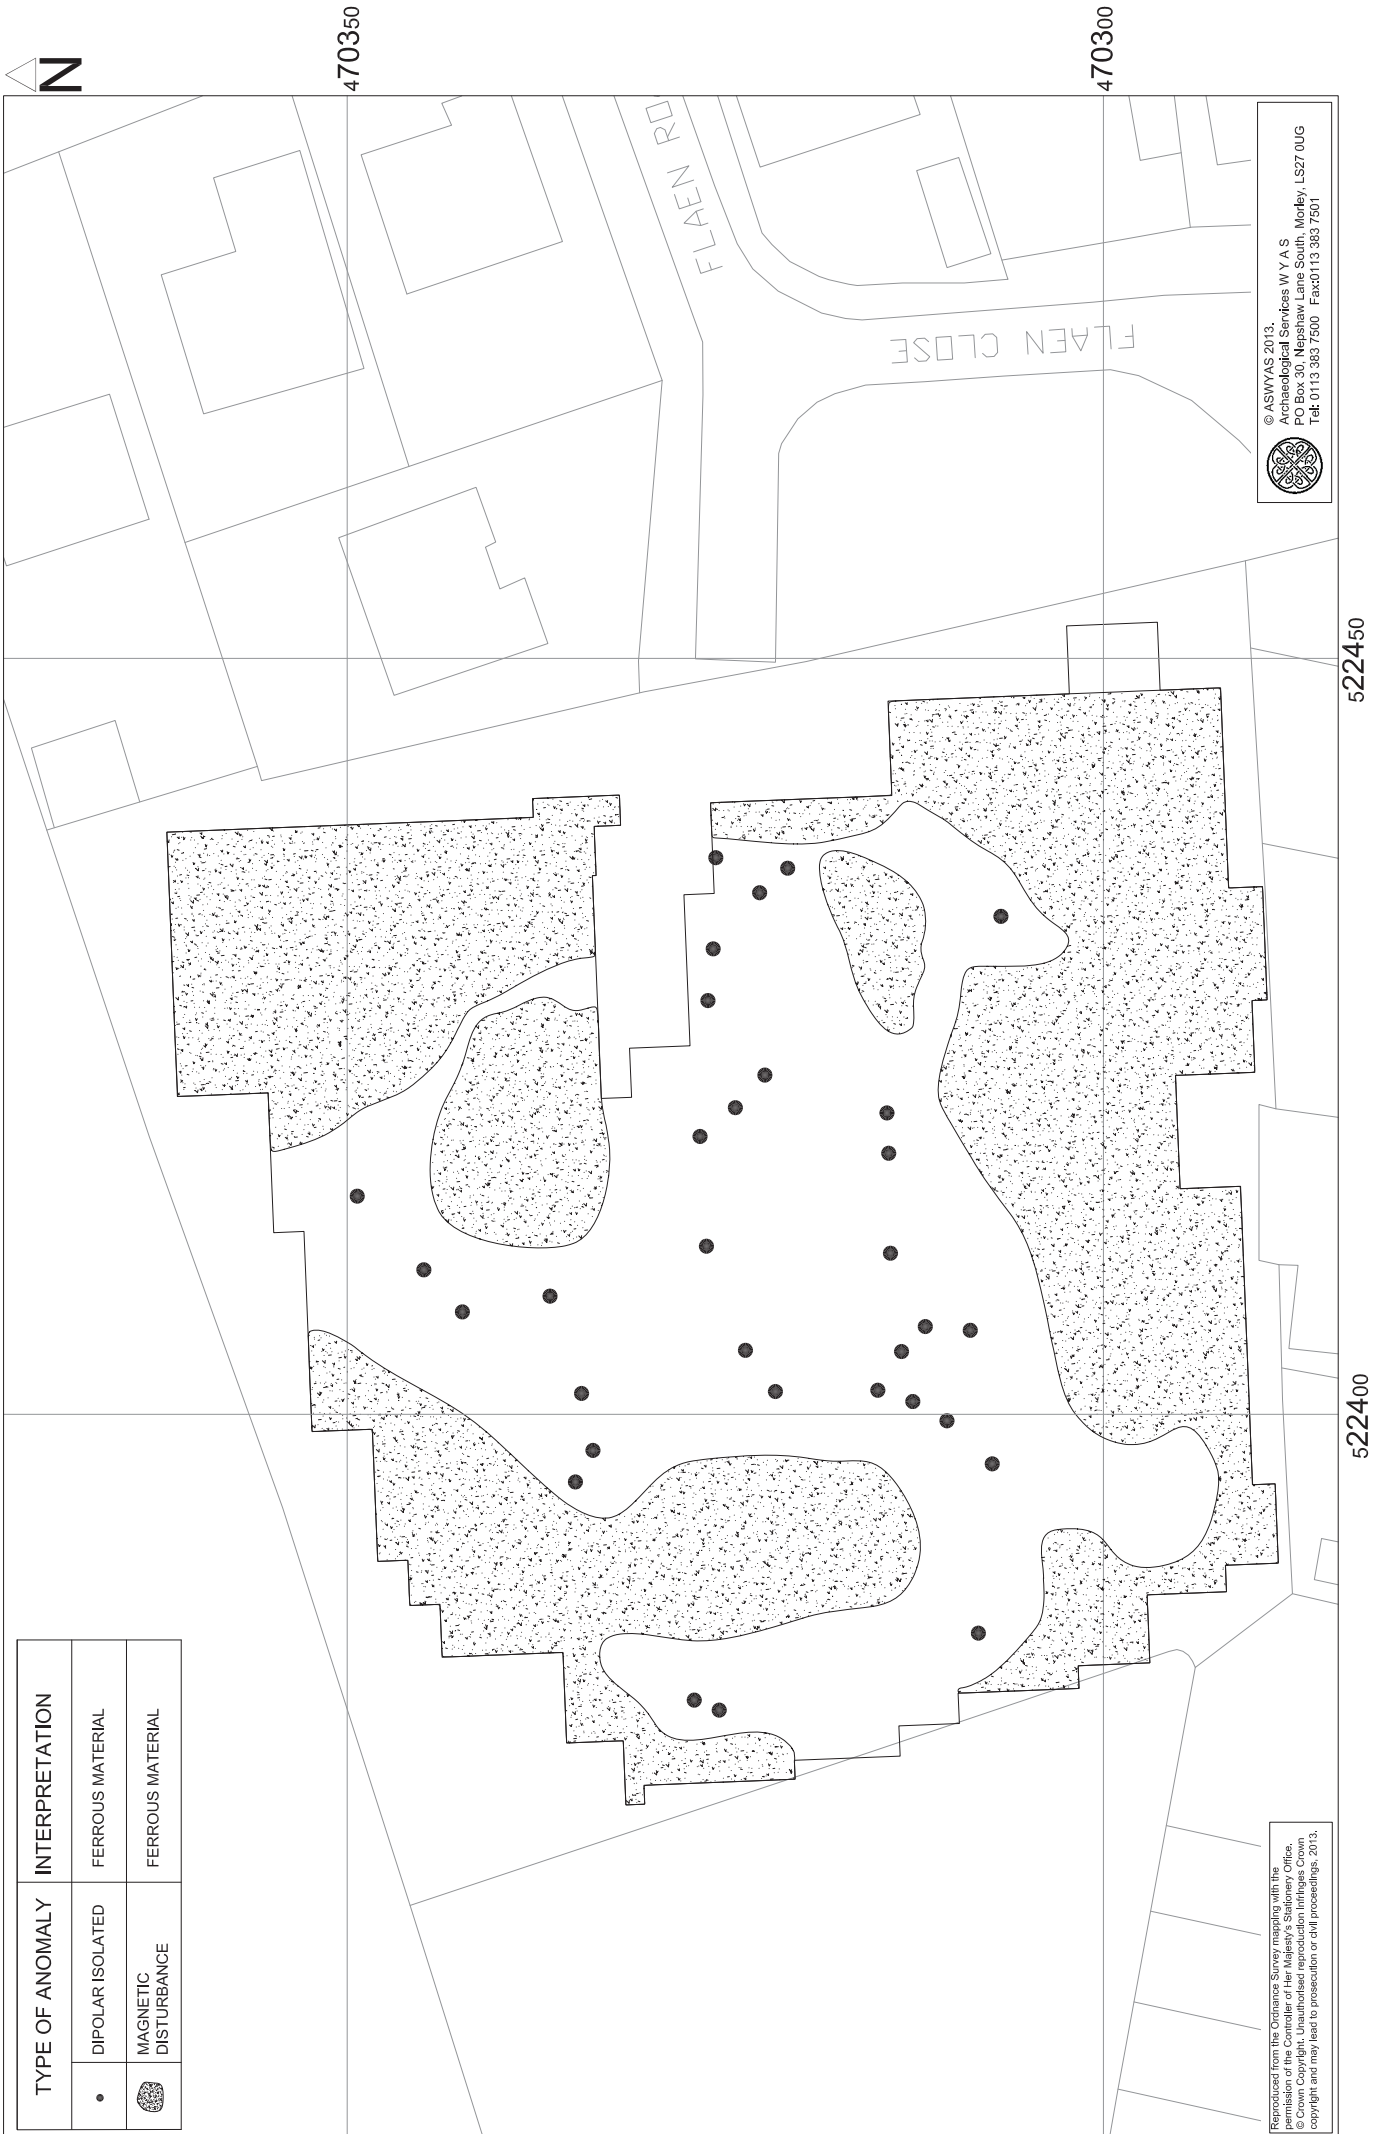 N
470350
470300
522450
522400
FLAEN RO
FLAEN CLOSE
TYPE OF ANOMALY INTERPRETATION
DIPOLAR ISOLATED FERROUS MATERIAL
MAGNETIC
DISTURBANCE FERROUS MATERIAL
© ASWYAS 2013.
Archaeological Services W Y A S
PO Box 30, Nepshaw Lane South, Morley, LS27 0UG
Tel: 0113 383 7500 Fax:0113 383 7501
Reproduced from the Ordnance Survey mapping with the
permission of the Controller of Her Majesty's Stationery Office.
© Crown Copyright. Unauthorised reproduction infringes Crown
copyright and may lead to prosecution or civil proceedings, 2013.